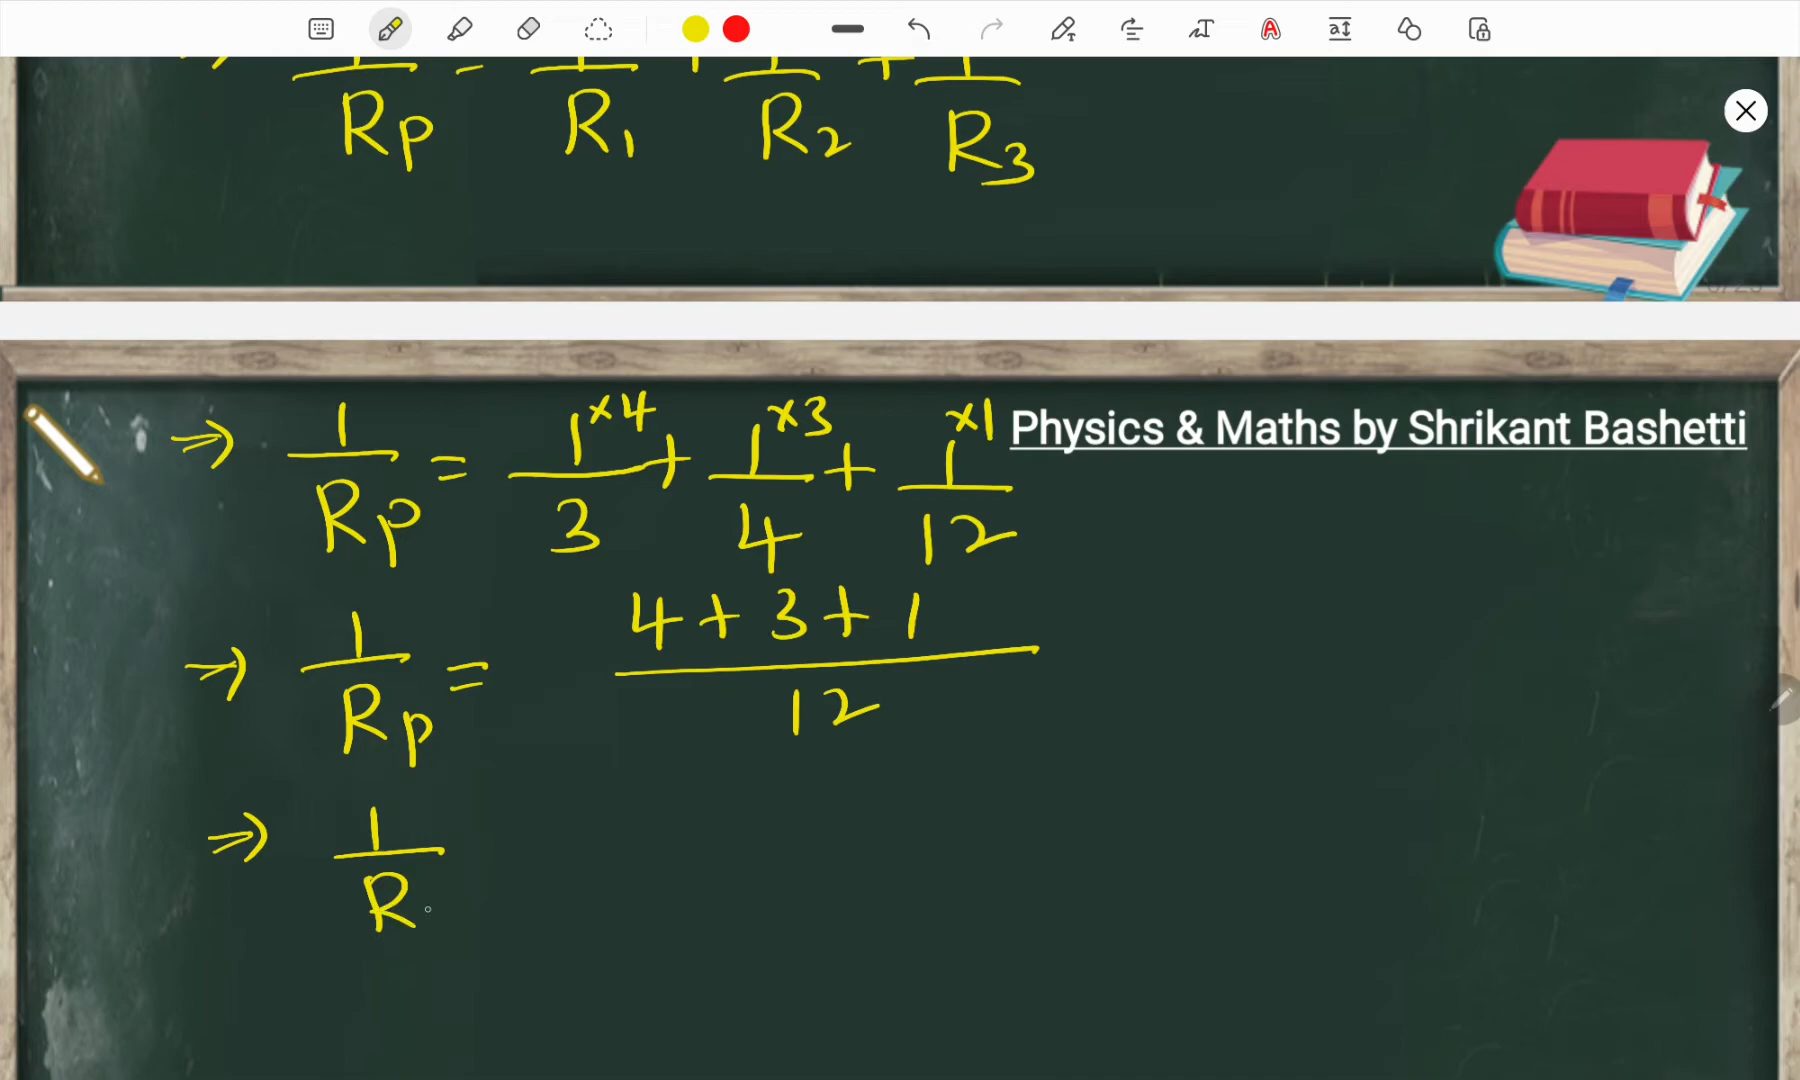 ⇒ 1/Rp = 1/R1 + 1/R2 + 1/R3
⇒ 1/Rp = 1×4/3 + 1×3/4 + 1×1/12
Physics & Maths by Shrikant Bashetti
⇒ 1/Rp = 4 + 3 + 1/12
⇒ 1/R